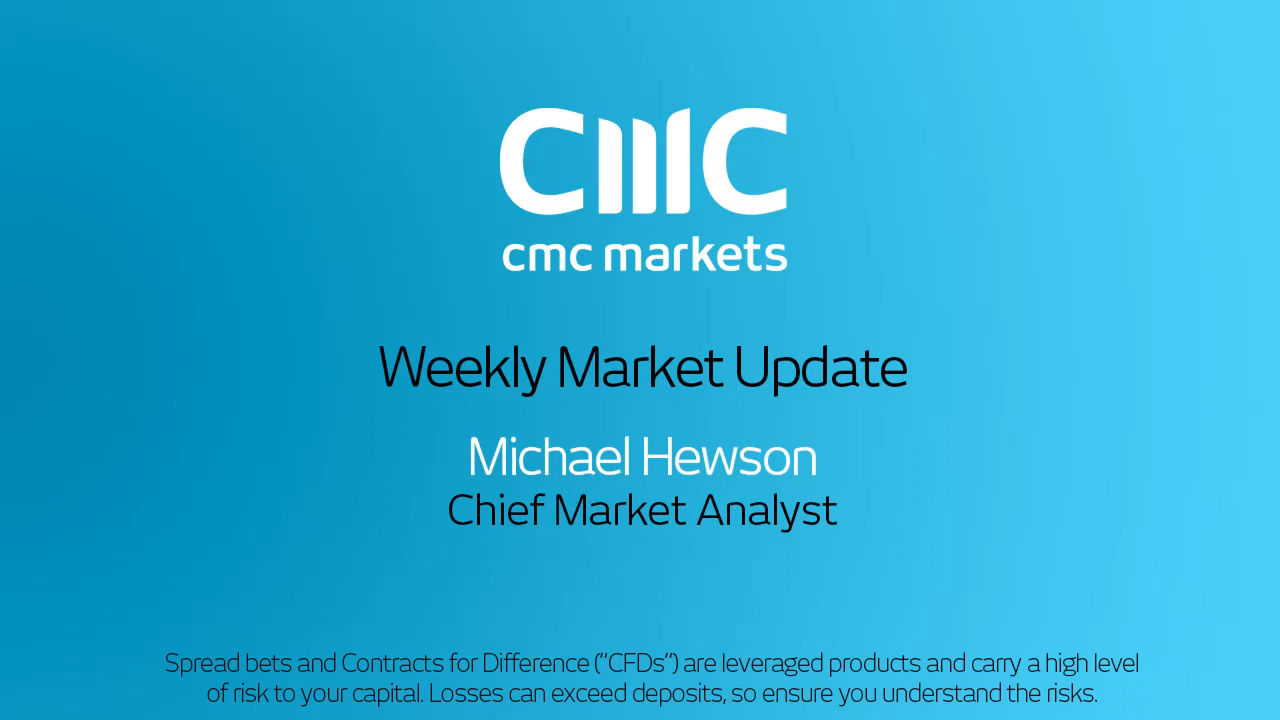 CMC
cmc markets
Weekly Market Update
Michael Hewson
Chief Market Analyst
Spread bets and Contracts for Difference (”CFDs”) are leveraged products and carry a high level
of risk to your capital. Losses can exceed deposits, so ensure you understand the risks.